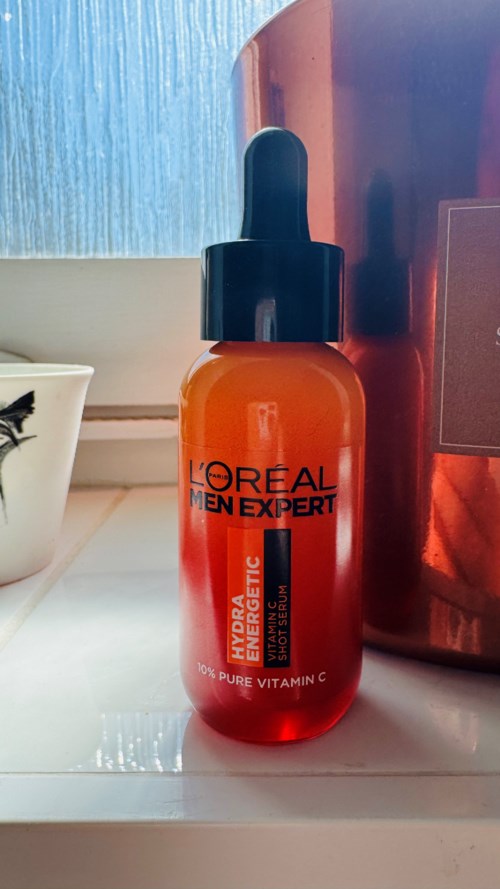 L'ORÉAL
PARIS
MEN EXPERT
HYDRA
ENERGETIC
VITAMIN C
SHOT SERUM
10% PURE VITAMIN C
S